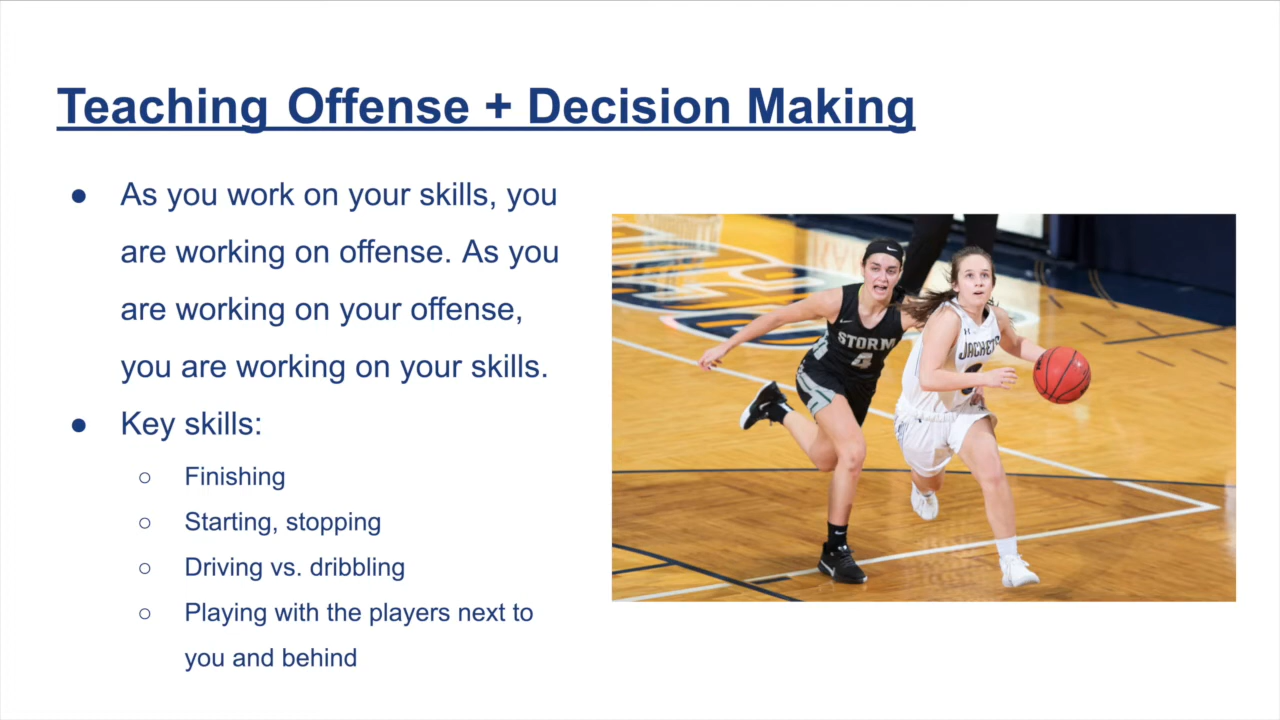 Teaching Offense + Decision Making
● As you work on your skills, you
are working on offense. As you
are working on your offense,
you are working on your skills.
● Key skills:
○ Finishing
○ Starting, stopping
○ Driving vs. dribbling
○ Playing with the players next to
you and behind
STORM
JACKETS